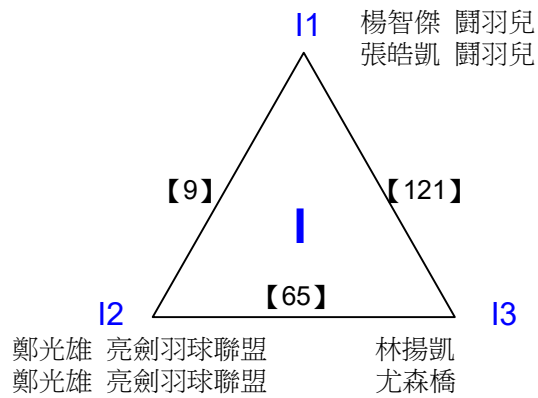 I1
楊智傑 鬪羽兒
張皓凱 鬪羽兒
【9】
【121】
I
【65】
I2
I3
鄭光雄 亮劍羽球聯盟
鄭光雄 亮劍羽球聯盟
林揚凱
尤森橋